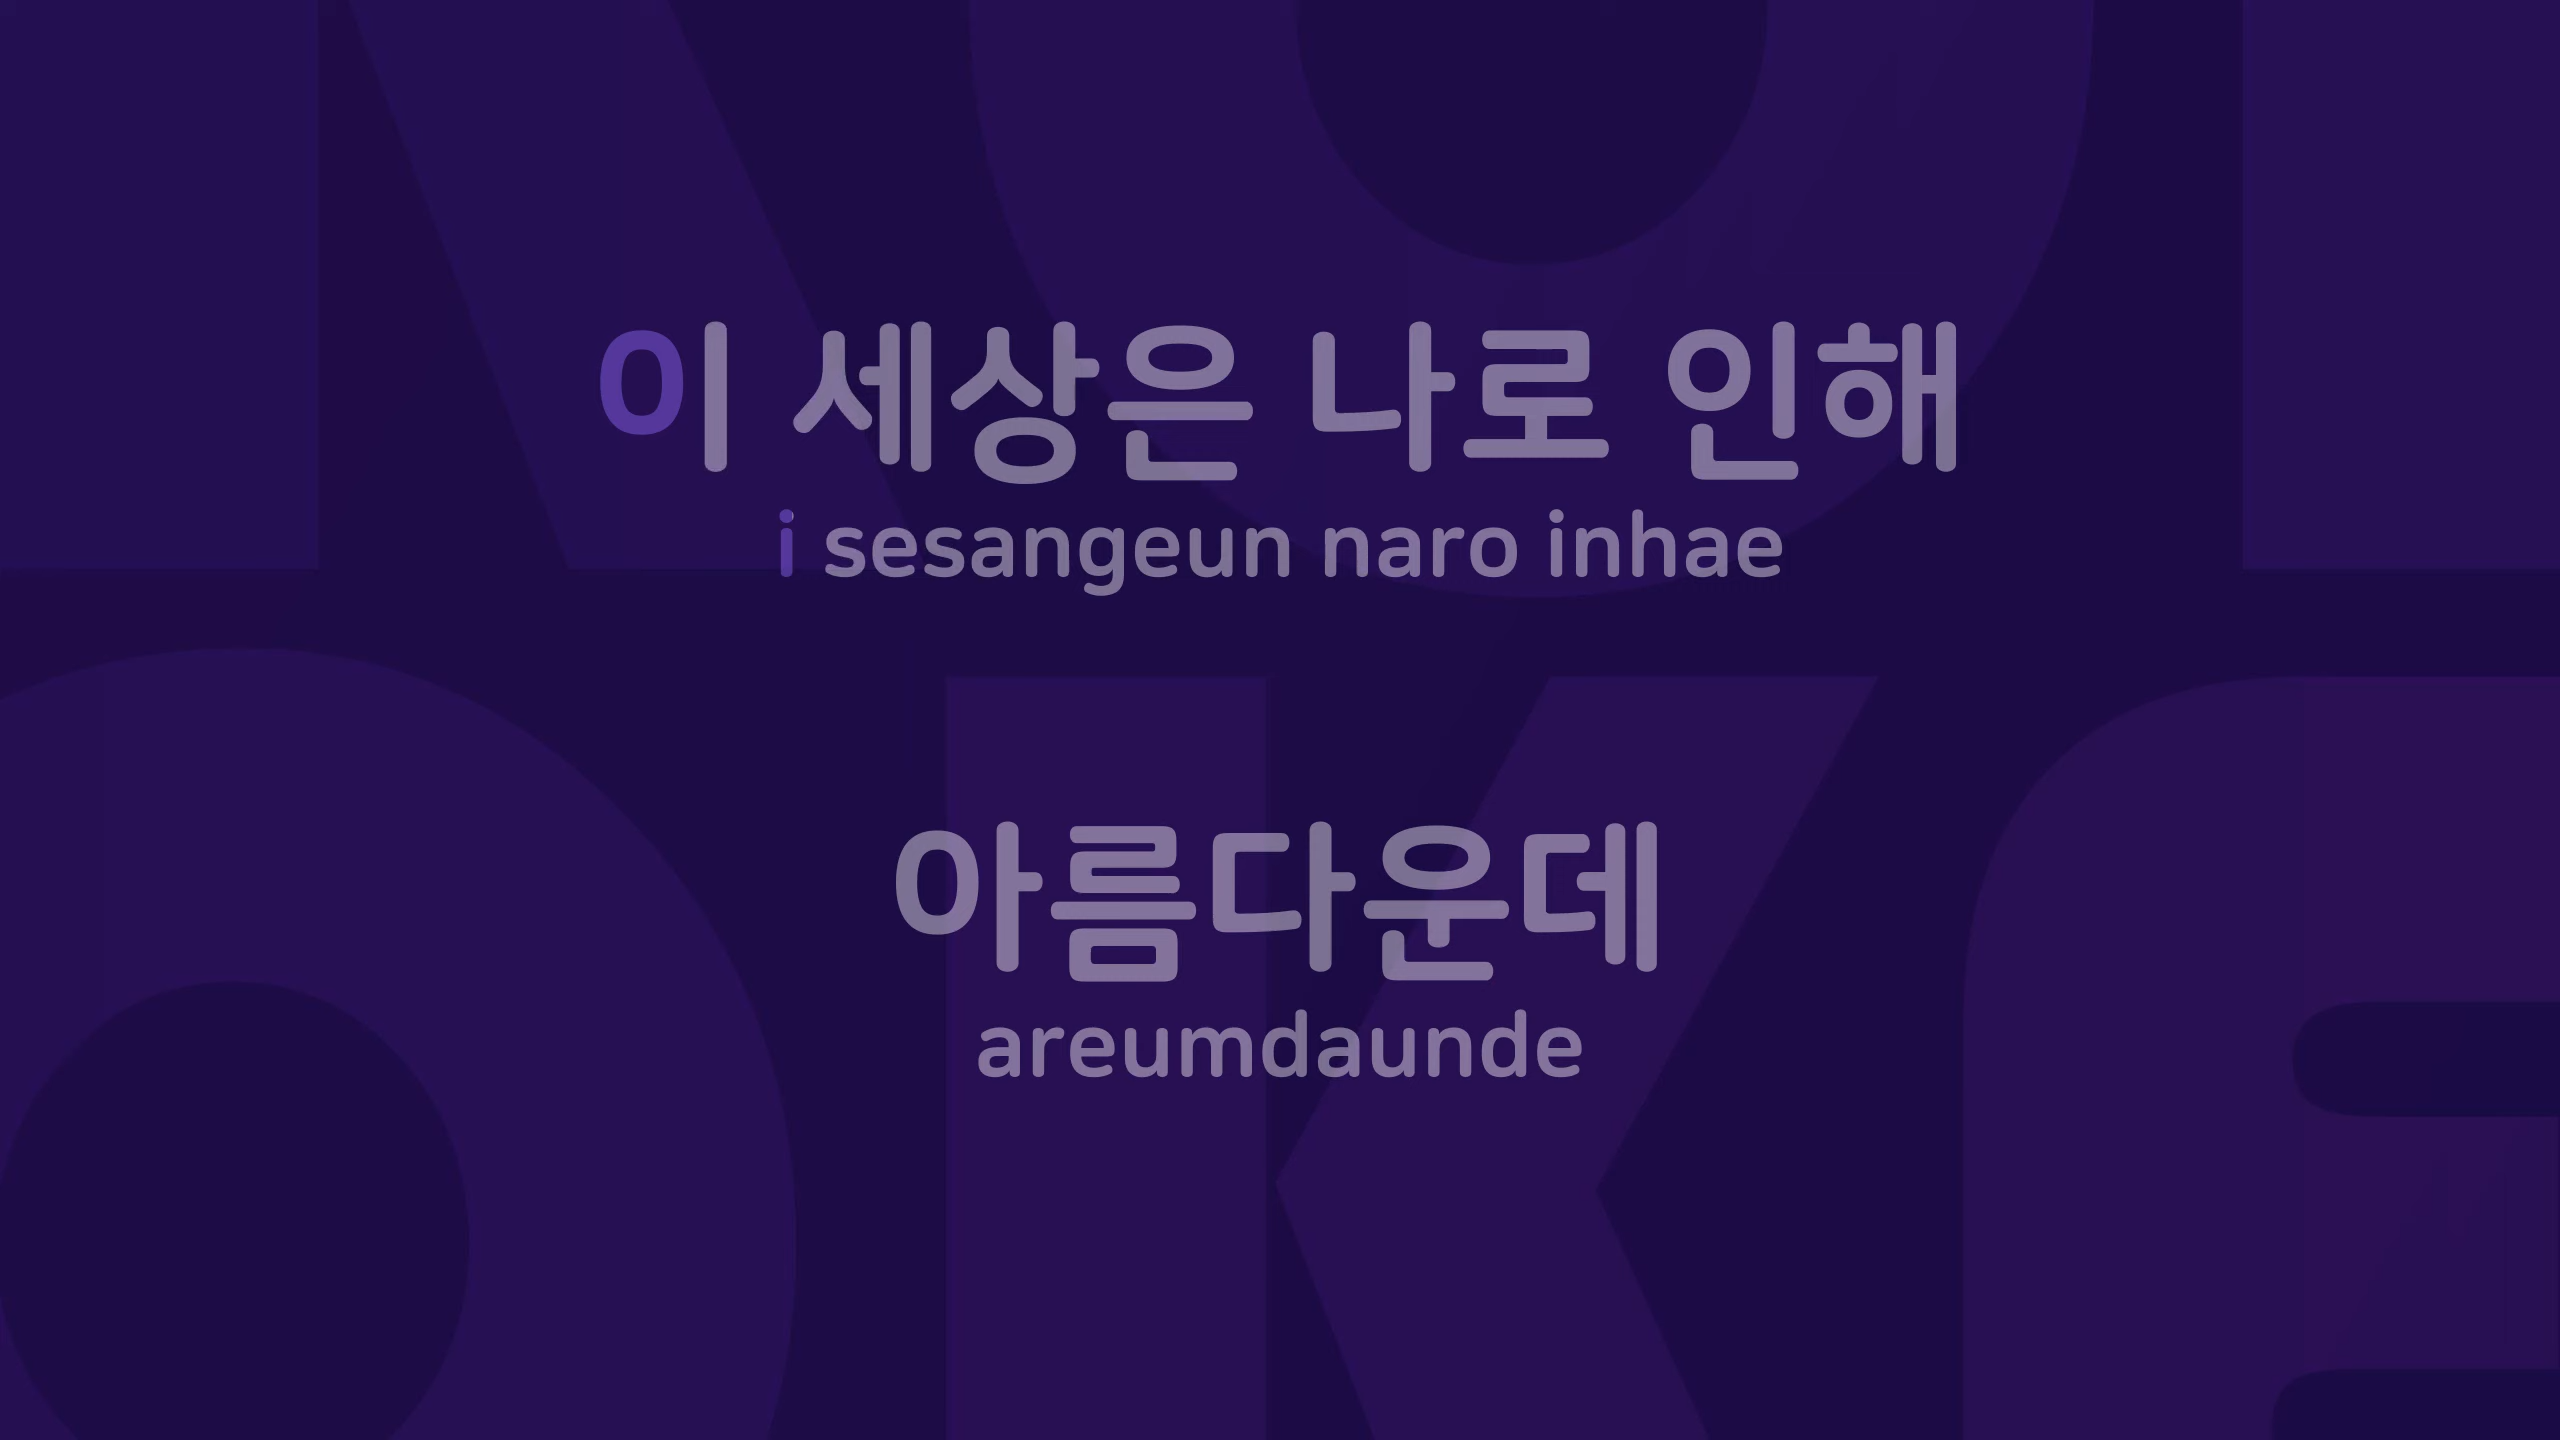 이 세상은 나로 인해
i sesangeun naro inhae
아름다운데
areumdaunde